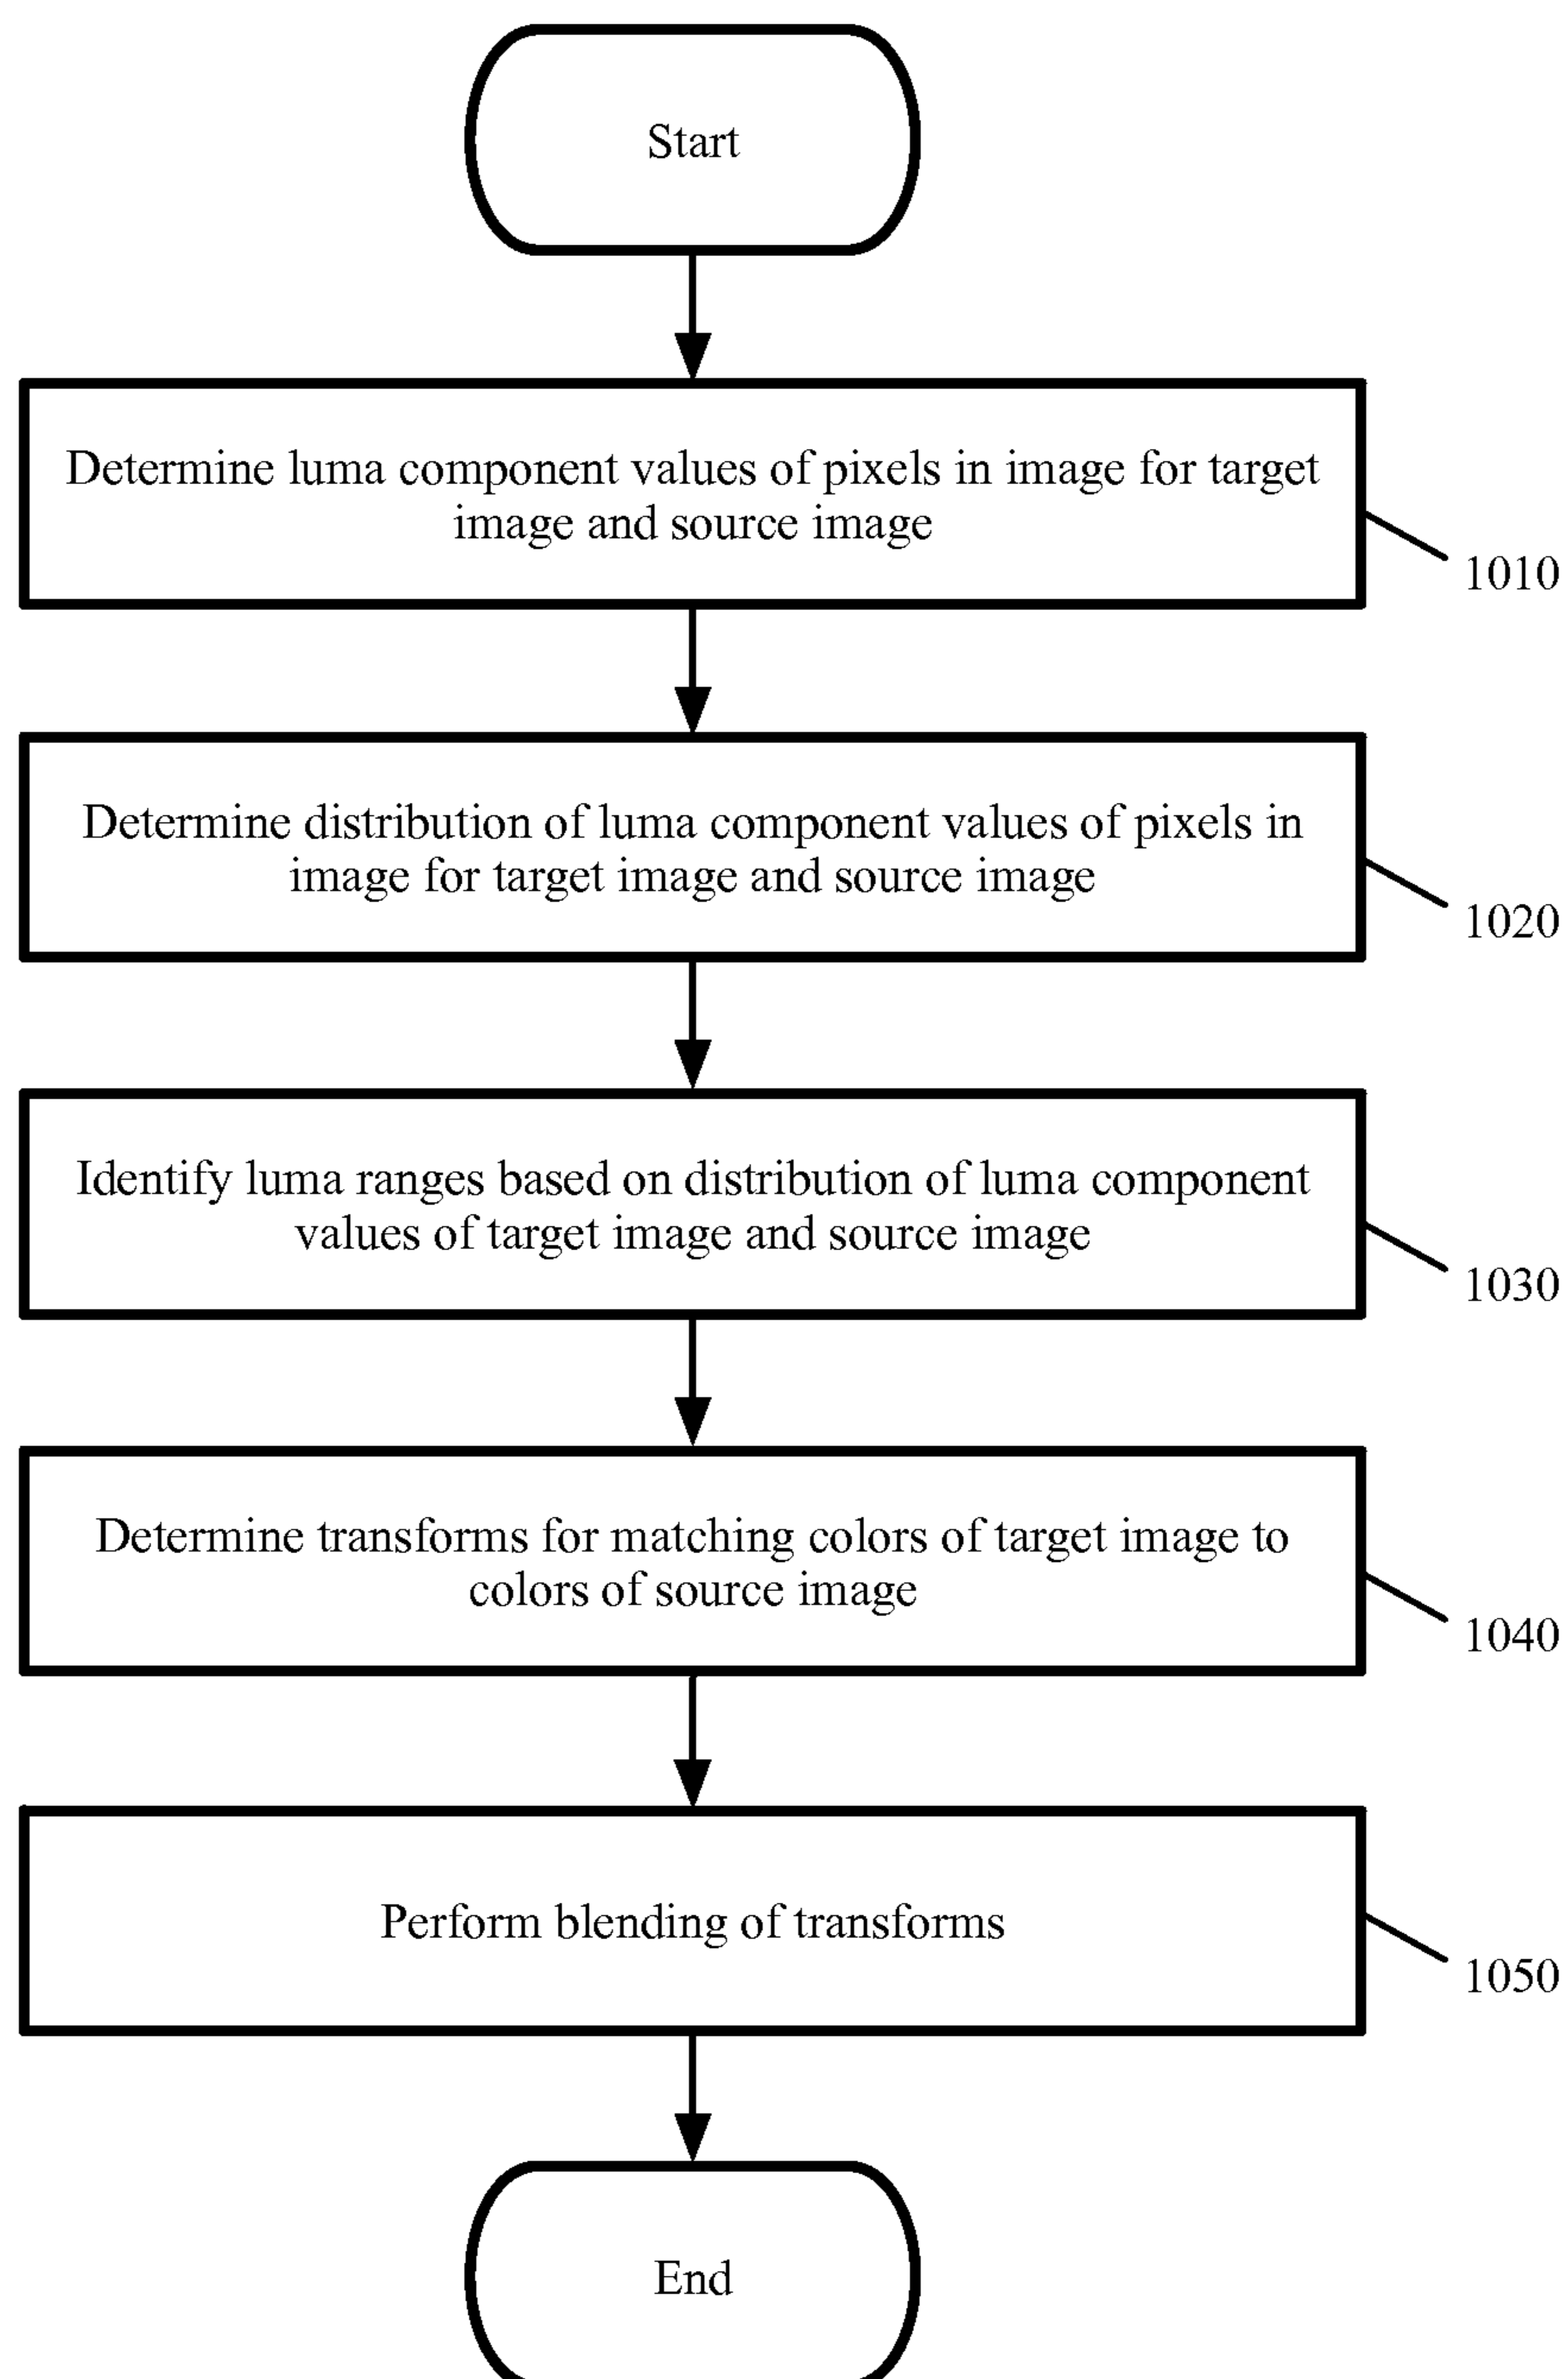 Start
Determine luma component values of pixels in image for target
image and source image
1010
Determine distribution of luma component values of pixels in
image for target image and source image
1020
Identify luma ranges based on distribution of luma component
values of target image and source image
1030
Determine transforms for matching colors of target image to
colors of source image
1040
Perform blending of transforms
1050
End